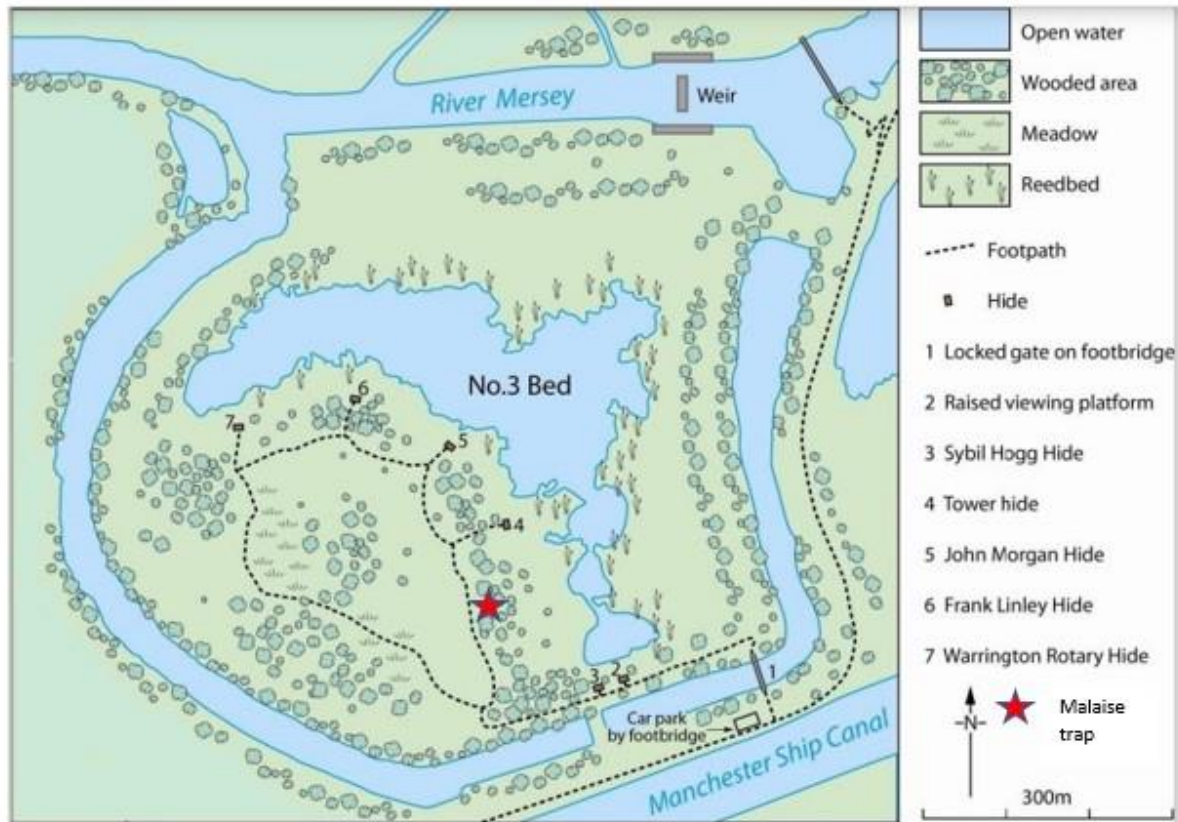 River Mersey
Weir
No.3 Bed
6
7
5
4
2
3
1
Car park
by footbridge
Manchester Ship Canal
Open water
Wooded area
Meadow
Reedbed
Footpath
Hide
1 Locked gate on footbridge
2 Raised viewing platform
3 Sybil Hogg Hide
4 Tower hide
5 John Morgan Hide
6 Frank Linley Hide
7 Warrington Rotary Hide
-N-
Malaise
trap
300m